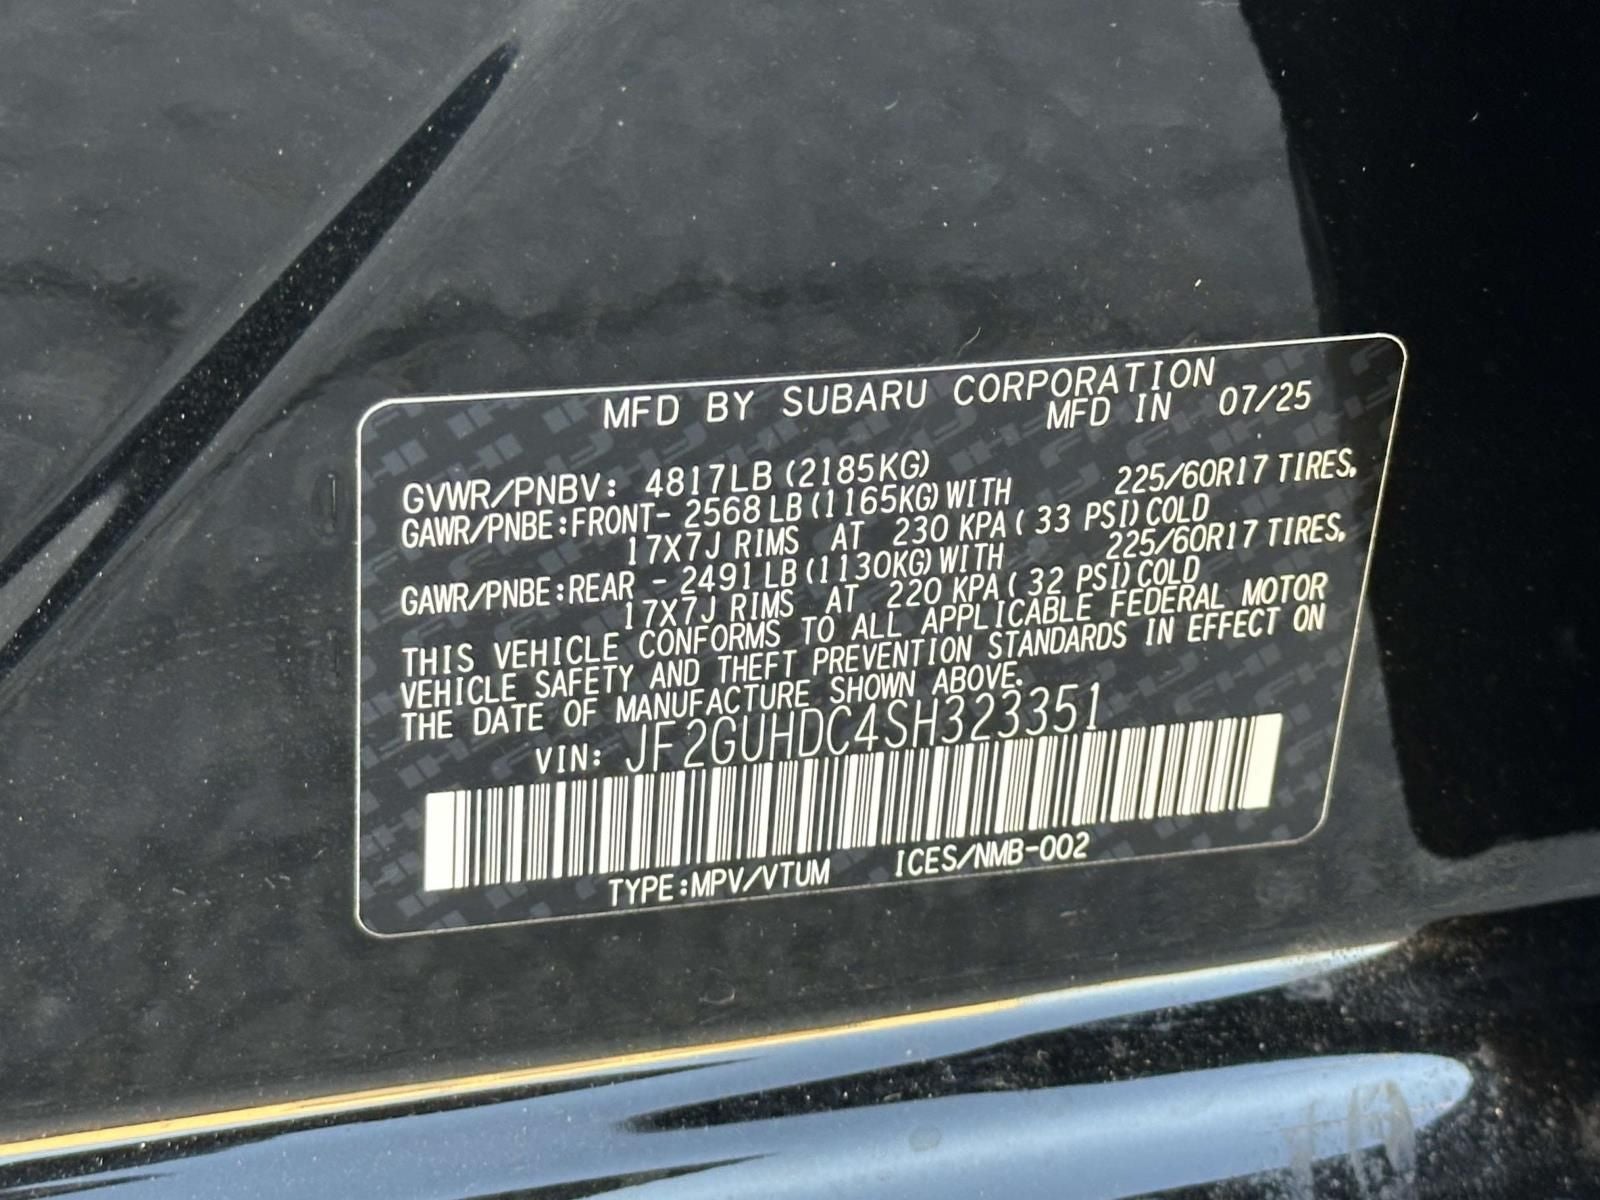 MFD BY SUBARU CORPORATION
MFD IN 07/25
GVWR/PNBV: 4817LB (2185KG)
GAWR/PNBE:FRONT- 2568 LB(1165KG)WITH 225/60R17 TIRES,
17X7J RIMS AT 230 KPA( 33 PSI)COLD
GAWR/PNBE:REAR - 2491 LB(1130KG)WITH 225/60R17 TIRES,
17X7J RIMS AT 220 KPA( 32 PSI)COLD
THIS VEHICLE CONFORMS TO ALL APPLICABLE FEDERAL MOTOR
VEHICLE SAFETY AND THEFT PREVENTION STANDARDS IN EFFECT ON
THE DATE OF MANUFACTURE SHOWN ABOVE.
VIN: JF2GUHDC4SH323351
TYPE:MPV/VTUM ICES/NMB-002